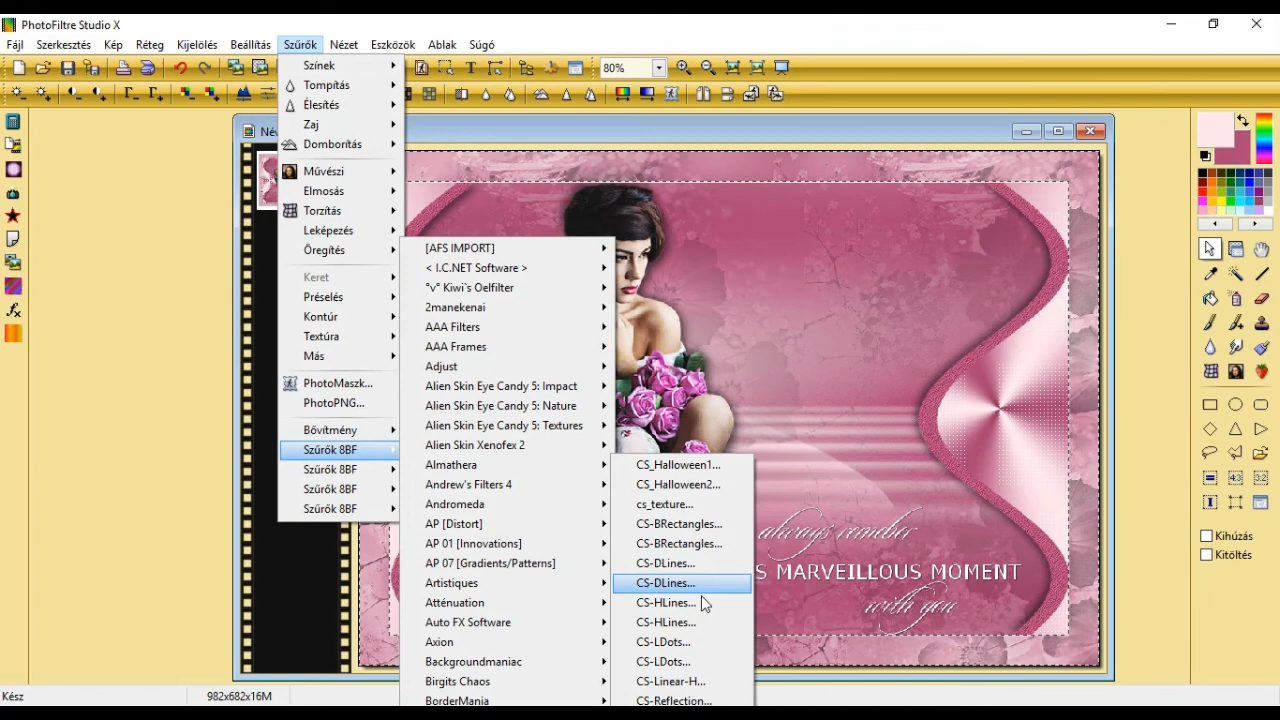 PhotoFiltre Studio X
Fájl Szerkesztés Kép Réteg Kijelölés Beállítás Szűrők Nézet Eszközök Ablak Súgó
80%
Színek
Tompítás
Élesítés
Zaj
Domborítás
Művészi
Elmosás
Torzítás
Leképezés
Öregítés
Keret
Préselés
Kontúr
Textúra
Más
PhotoMaszk...
PhotoPNG...
Bővítmény
Szűrők 8BF
Szűrők 8BF
Szűrők 8BF
Szűrők 8BF
[AFS IMPORT]
< I.C.NET Software >
°v° Kiwi`s Oelfilter
2manekenai
AAA Filters
AAA Frames
Adjust
Alien Skin Eye Candy 5: Impact
Alien Skin Eye Candy 5: Nature
Alien Skin Eye Candy 5: Textures
Alien Skin Xenofex 2
Almathera
Andrew's Filters 4
Andromeda
AP [Distort]
AP 01 [Innovations]
AP 07 [Gradients/Patterns]
Artistiques
Atténuation
Auto FX Software
Axion
Backgroundmaniac
Birgits Chaos
BorderMania
CS_Halloween1...
CS_Halloween2...
cs_texture...
CS-BRectangles...
CS-BRectangles...
CS-DLines...
CS-DLines...
CS-HLines...
CS-HLines...
CS-LDots...
CS-LDots...
CS-Linear-H...
CS-Reflection...
always remeber
S MARVEILLOUS MOMENT
with you
4:3
3:2
Kihúzás
Kitöltés
Kész
982x682x16M